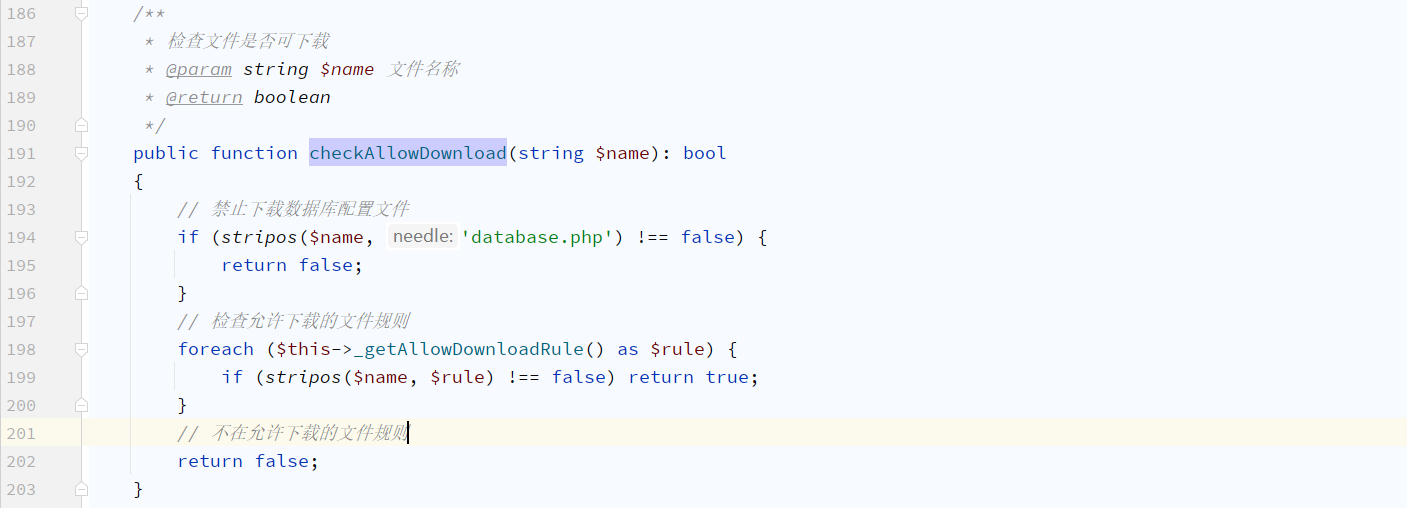 186 /**
187 * 检查文件是否可下载
188 * @param string $name 文件名称
189 * @return boolean
190 */
191 public function checkAllowDownload(string $name): bool
192 {
193 // 禁止下载数据库配置文件
194 if (stripos($name, needle: 'database.php') !== false) {
195 return false;
196 }
197 // 检查允许下载的文件规则
198 foreach ($this->_getAllowDownloadRule() as $rule) {
199 if (stripos($name, $rule) !== false) return true;
200 }
201 // 不在允许下载的文件规则
202 return false;
203 }